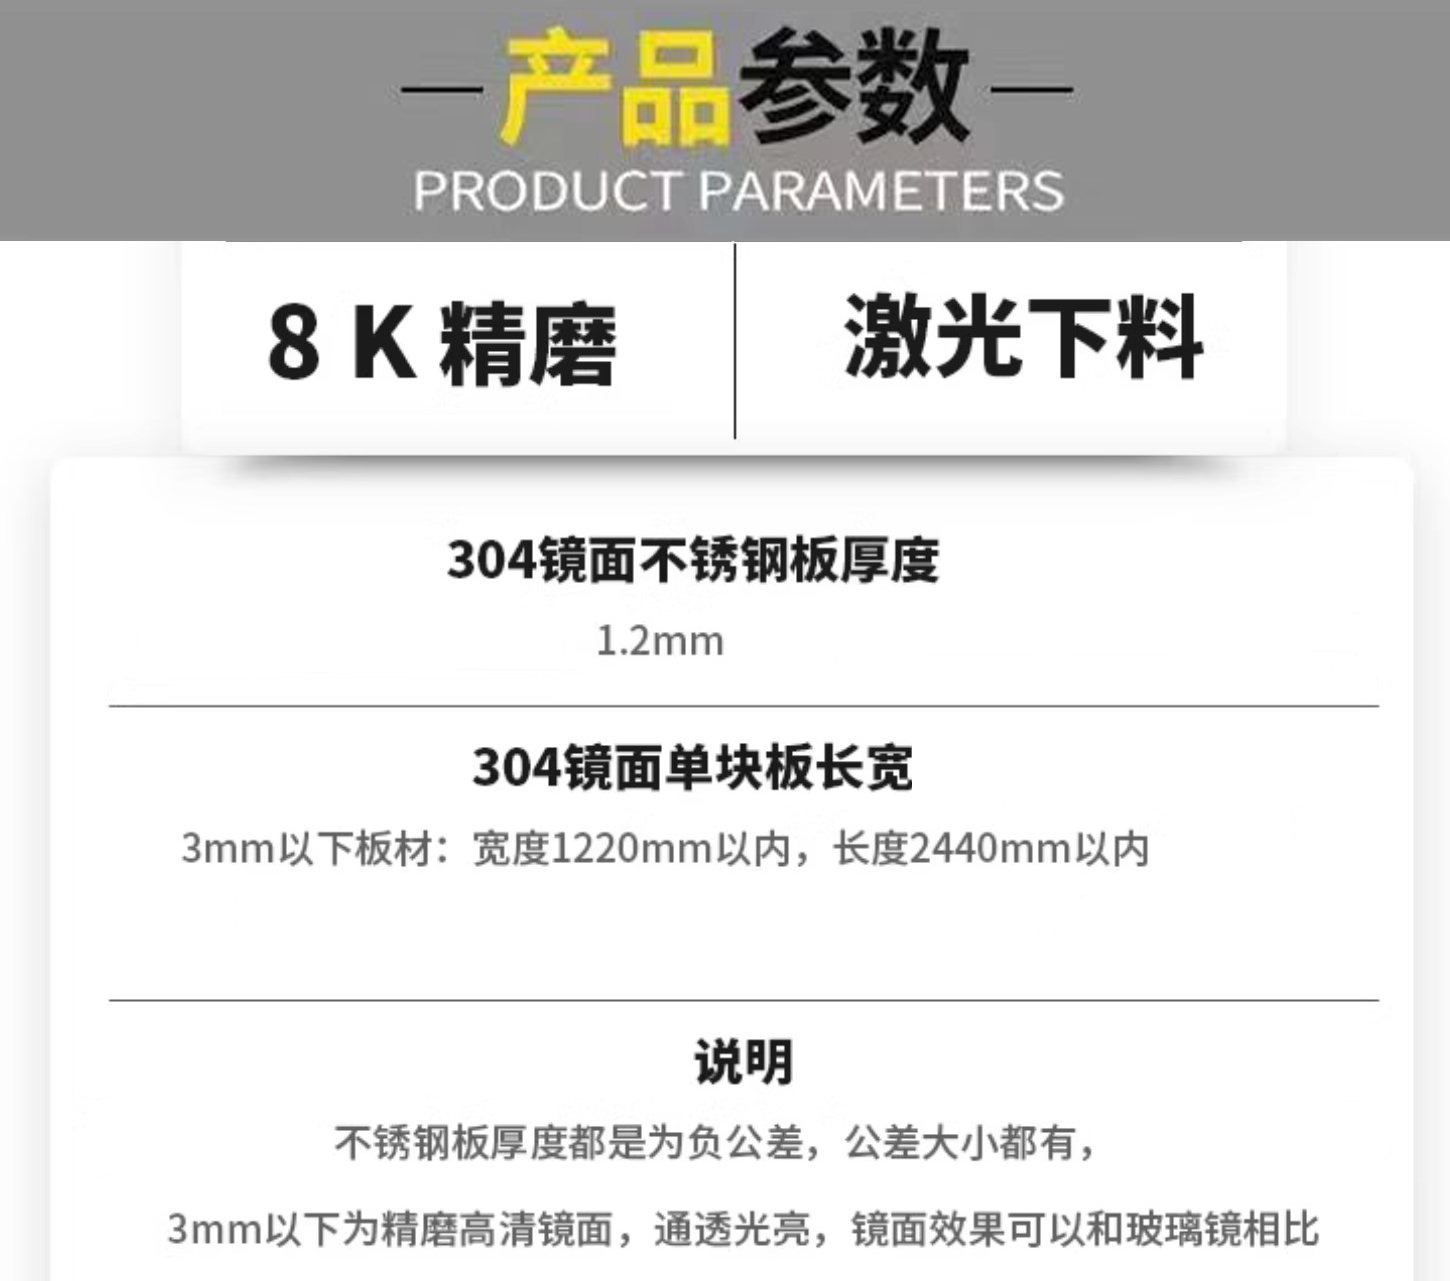 产品参数
PRODUCT PARAMETERS
8K精磨
激光下料
304镜面不锈钢板厚度
1.2mm
304镜面单块板长宽
3mm以下板材：宽度1220mm以内，长度2440mm以内
说明
不锈钢板厚度都是为负公差，公差大小都有，
3mm以下为精磨高清镜面，通透光亮，镜面效果可以和玻璃镜相比